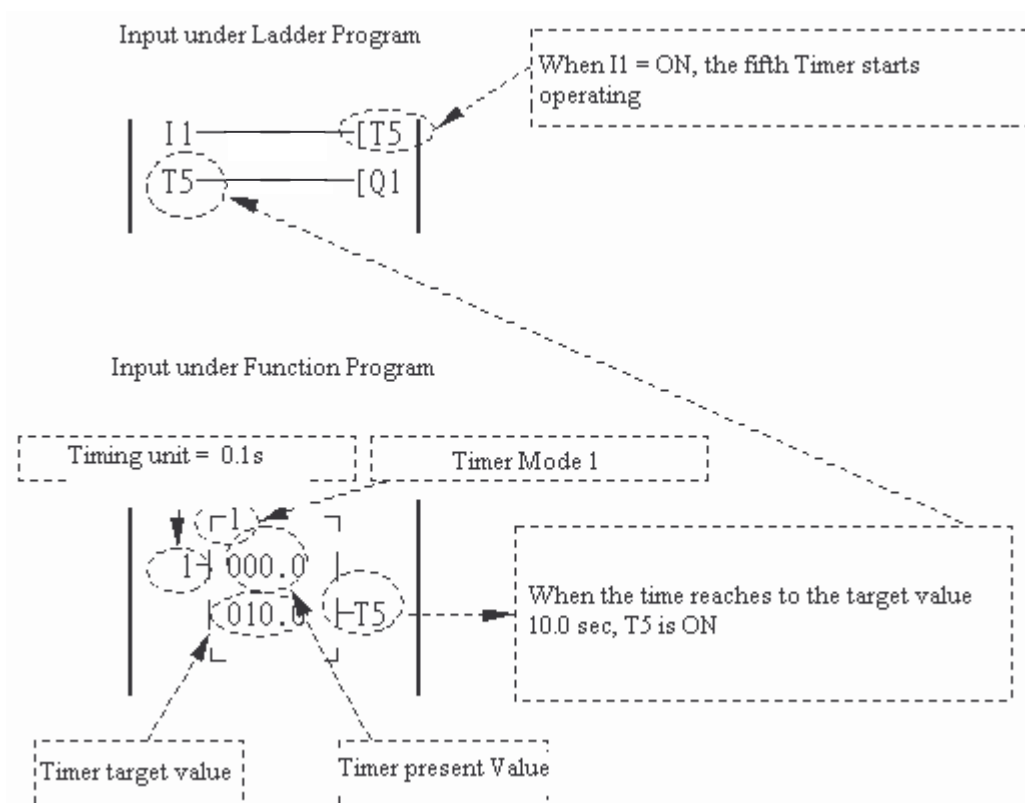 Input under Ladder Program
When I1 = ON, the fifth Timer starts
operating
I1 [T5
T5 [Q1
Input under Function Program
Timing unit = 0.1s
Timer Mode 1
1
1 000.0
010.0 T5
When the time reaches to the target value
10.0 sec, T5 is ON
Timer target value
Timer present Value